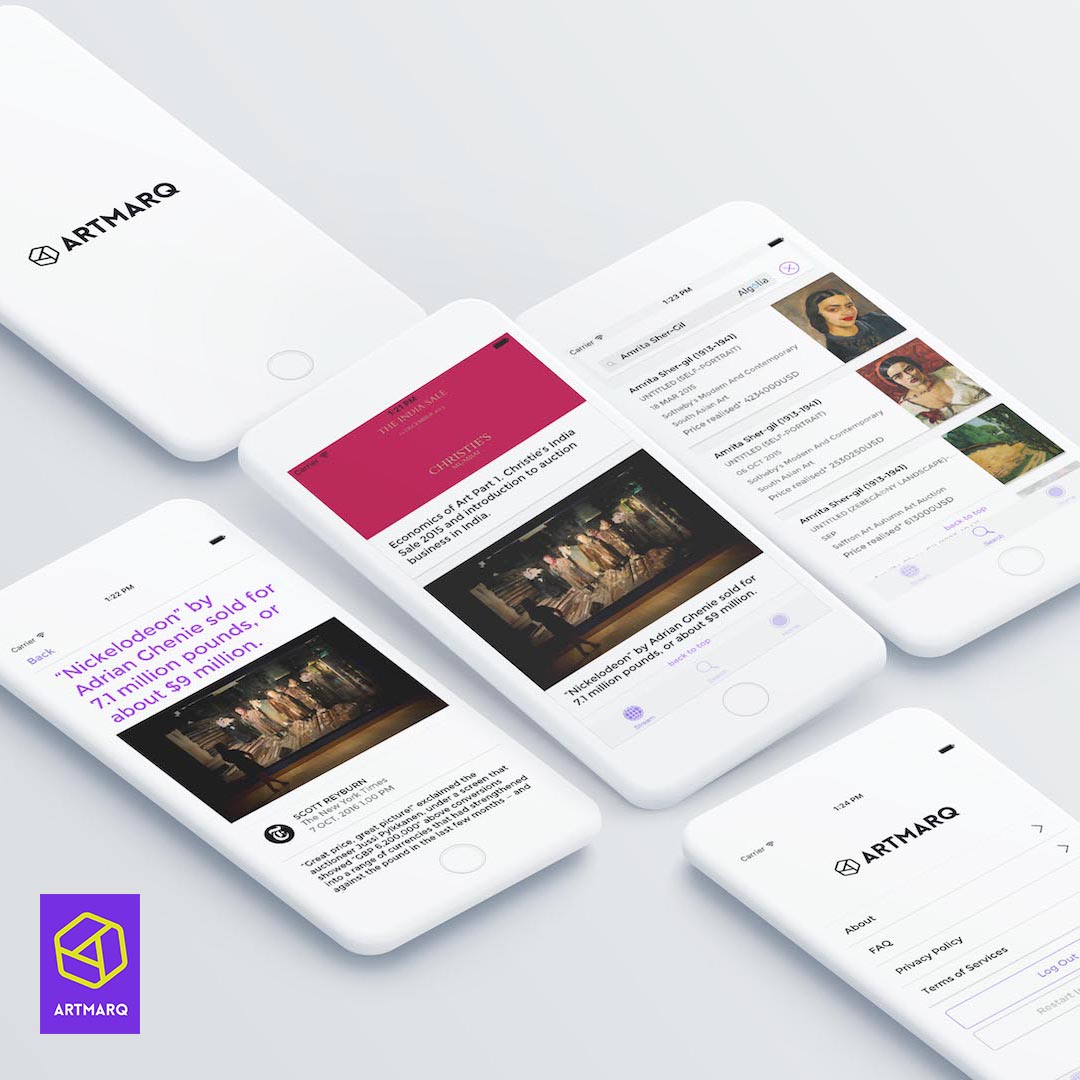 ARTMARQ
1:23 PM
Carrier
Algolia
Amrita Sher-Gil
Amrita Sher-gil (1913-1941)
UNTITLED (SELF-PORTRAIT)
18 MAR 2015
Sotheby's Modern And Contemporary
South Asian Art
Price realised* 4234000USD
Amrita Sher-gil (1913-1941)
UNTITLED (SELF-PORTRAIT)
06 OCT 2015
Sotheby's Modern And Contemporary
South Asian Art
Price realised* 2530250USD
Amrita Sher-gil (1913-1941)
UNTITLED (ZERECÃ©NY LANDSCAPE)...
SEP
Saffron Autumn Art Auction
Price realised* 613000USD
back to top
Stream
Search
1:21 PM
Carrier
THE INDIA SALE
CHRISTIE'S
MUMBAI
Economics of Art Part 1. Christie's India
Sale 2015 and introduction to auction
business in India.
"Nickelodeon" by Adrian Ghenie sold for
7.1 million pounds, or about $9 million.
back to top
Stream
Search
1:22 PM
Carrier
Back
"Nickelodeon" by
Adrian Ghenie sold for
7.1 million pounds, or
about $9 million.
SCOTT REYBURN
The New York Times
7 OCT. 2016 1.00 PM
"Great price, great picture!" exclaimed the
auctioneer Jussi Pylkkanen, under a screen that
showed "GBP 6,200,000" above conversions
into a range of currencies that had strengthened
against the pound in the last few months — and
1:24 PM
Carrier
ARTMARQ
About
FAQ
Privacy Policy
Terms of Services
Log Out
Restart
ARTMARQ